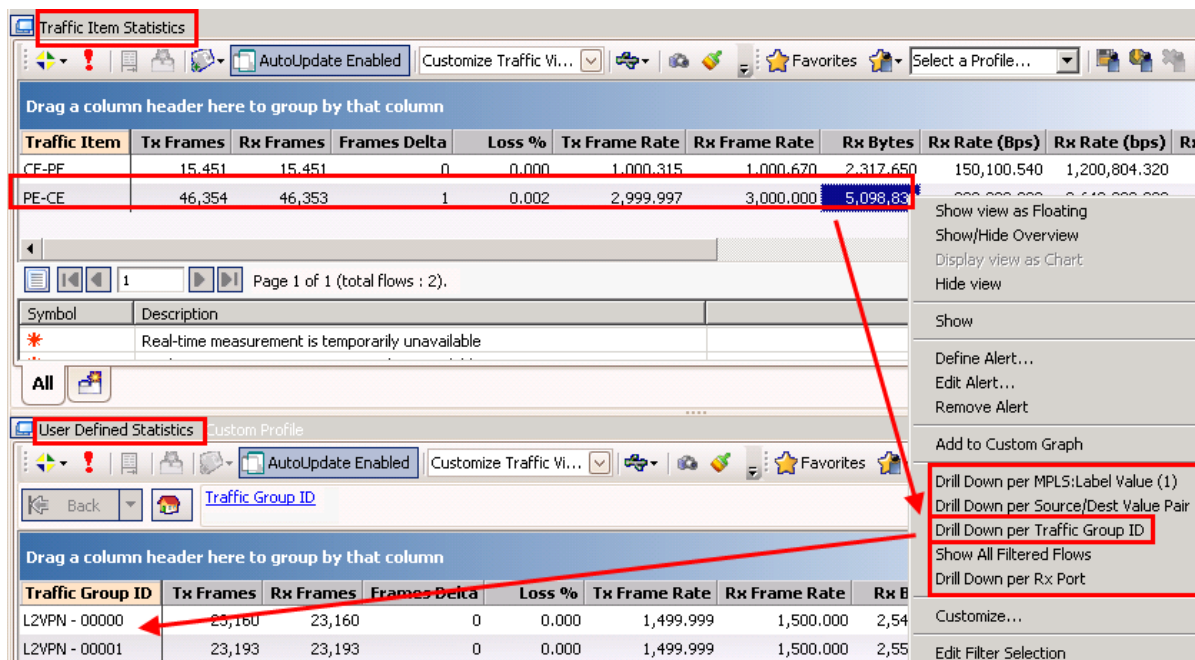 Traffic Item Statistics
AutoUpdate Enabled Customize Traffic Vi... Favorites Select a Profile...
Drag a column header here to group by that column
Traffic Item Tx Frames Rx Frames Frames Delta Loss % Tx Frame Rate Rx Frame Rate Rx Bytes Rx Rate (Bps) Rx Rate (bps) Rx
CE-PE 15,451 15,451 0 0.000 1,000.315 1,000.670 2,317,650 150,100.540 1,200,804.320
PE-CE 46,354 46,353 1 0.002 2,999.997 3,000.000 5,098,83
1 Page 1 of 1 (total flows : 2).
Symbol Description
Real-time measurement is temporarily unavailable
All
Show view as Floating
Show/Hide Overview
Display view as Chart
Hide view
Show
Define Alert...
Edit Alert...
Remove Alert
Add to Custom Graph
Drill Down per MPLS:Label Value (1)
Drill Down per Source/Dest Value Pair
Drill Down per Traffic Group ID
Show All Filtered Flows
Drill Down per Rx Port
Customize...
Edit Filter Selection
User Defined Statistics Custom Profile
AutoUpdate Enabled Customize Traffic Vi... Favorites
Back Traffic Group ID
Drag a column header here to group by that column
Traffic Group ID Tx Frames Rx Frames Frames Delta Loss % Tx Frame Rate Rx Frame Rate Rx B
L2VPN - 00000 23,160 23,160 0 0.000 1,499.999 1,500.000 2,54
L2VPN - 00001 23,193 23,193 0 0.000 1,499.999 1,500.000 2,55